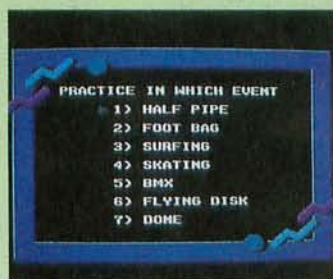 PRACTICE IN WHICH EVENT
1) HALF PIPE
2) FOOT BAG
3) SURFING
4) SKATING
5) BMX
6) FLYING DISK
7) DOME